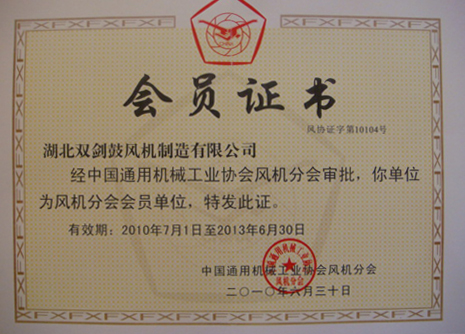 会员证书
风协证字第10104号
湖北双剑鼓风机制造有限公司
经中国通用机械工业协会风机分会审批，你单位
为风机分会会员单位，特发此证。
有效期：2010年7月1日至2013年6月30日
中国通用机械工业协会风机分会
二〇一〇年六月三十日
风机分会